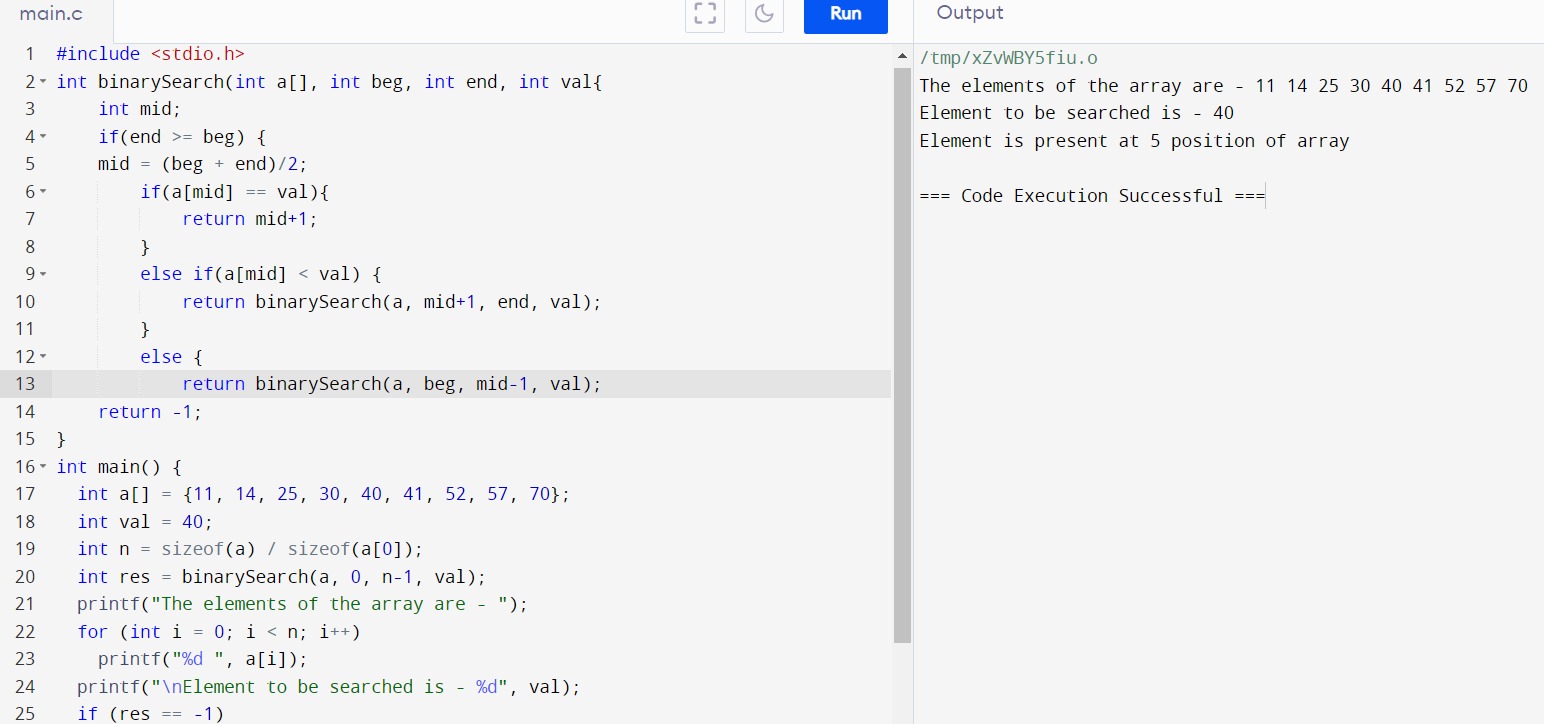 main.c
Run
Output
1 #include <stdio.h>
2 int binarySearch(int a[], int beg, int end, int val{
3     int mid;
4     if(end >= beg) {
5     mid = (beg + end)/2;
6         if(a[mid] == val){
7             return mid+1;
8         }
9         else if(a[mid] < val) {
10             return binarySearch(a, mid+1, end, val);
11         }
12         else {
13             return binarySearch(a, beg, mid-1, val);
14     return -1;
15 }
16 int main() {
17   int a[] = {11, 14, 25, 30, 40, 41, 52, 57, 70};
18   int val = 40;
19   int n = sizeof(a) / sizeof(a[0]);
20   int res = binarySearch(a, 0, n-1, val);
21   printf("The elements of the array are - ");
22   for (int i = 0; i < n; i++)
23     printf("%d ", a[i]);
24   printf("\nElement to be searched is - %d", val);
25   if (res == -1)
/tmp/xZvWBY5fiu.o
The elements of the array are - 11 14 25 30 40 41 52 57 70
Element to be searched is - 40
Element is present at 5 position of array
=== Code Execution Successful ===